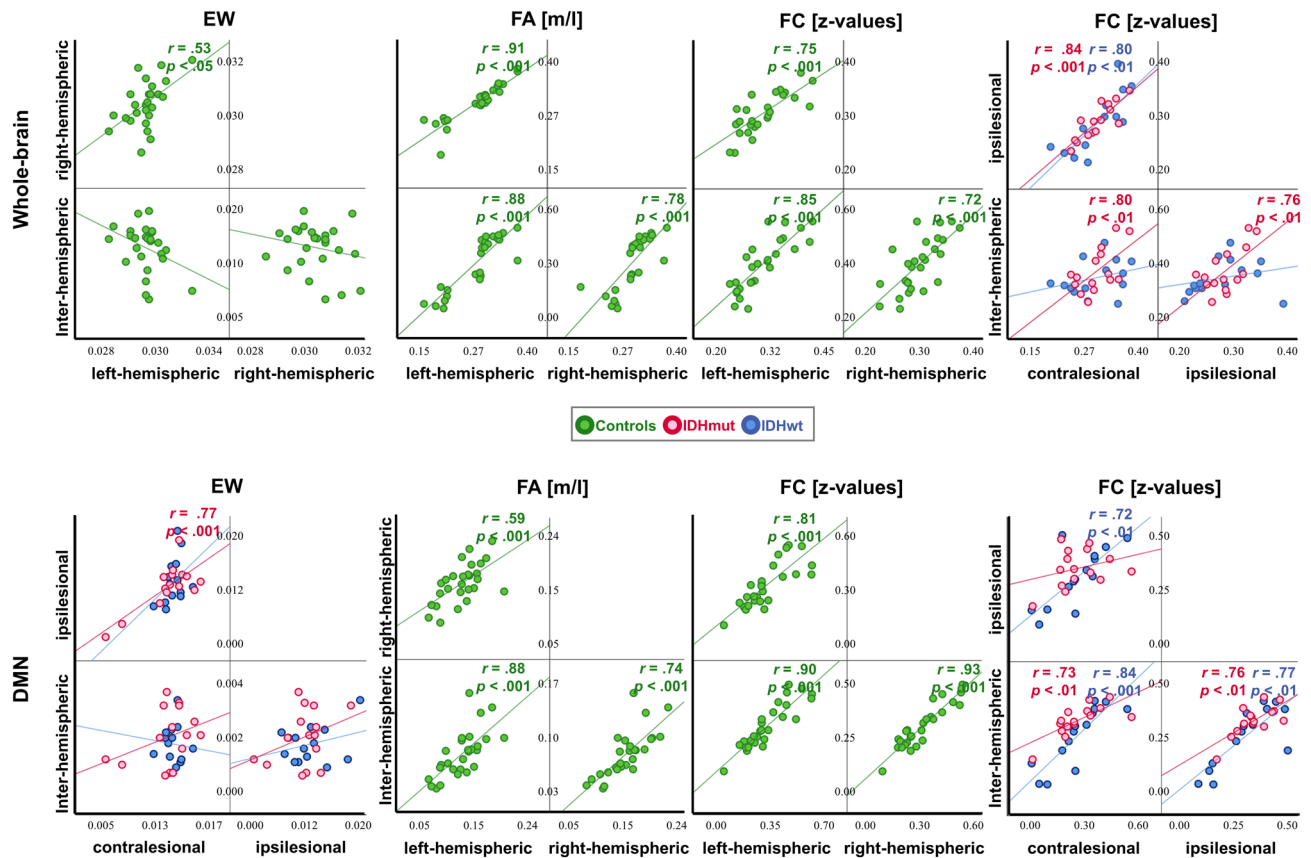 EW
FA [m/l]
FC [z-values]
FC [z-values]
Whole-brain
right-hemispheric
r = .53
p < .05
0.032
0.030
0.028
r = .91
p < .001
0.40
0.27
0.15
r = .75
p < .001
0.40
0.30
0.20
ipsilesional
r = .84
p < .001
r = .80
p < .01
0.40
0.30
0.20
Inter-hemispheric
0.020
0.010
0.005
r = .88
p < .001
0.60
0.30
0.00
r = .78
p < .001
r = .85
p < .001
0.60
0.40
0.20
r = .72
p < .001
Inter-hemispheric
r = .80
p < .01
0.60
0.40
0.20
r = .76
p < .01
0.028 0.030 0.034 0.028 0.030 0.032
left-hemispheric right-hemispheric
0.15 0.27 0.40 0.15 0.27 0.40
left-hemispheric right-hemispheric
0.20 0.32 0.45 0.20 0.30 0.40
left-hemispheric right-hemispheric
0.15 0.27 0.40 0.20 0.30 0.40
contralesional ipsilesional
Controls IDHmut IDHwt
EW
FA [m/l]
FC [z-values]
FC [z-values]
DMN
ipsilesional
r = .77
p < .001
0.020
0.012
0.000
right-hemispheric
r = .59
p < .001
0.24
0.15
0.05
r = .81
p < .001
0.60
0.30
0.00
ipsilesional
r = .72
p < .01
0.50
0.25
0.00
Inter-hemispheric
0.004
0.002
0.000
Inter-hemispheric
r = .88
p < .001
0.17
0.10
0.03
r = .74
p < .001
r = .90
p < .001
0.50
0.25
0.00
r = .93
p < .001
Inter-hemispheric
r = .73
p < .01
r = .84
p < .001
0.50
0.25
0.00
r = .76
p < .01
r = .77
p < .01
0.005 0.013 0.017 0.000 0.012 0.020
contralesional ipsilesional
0.05 0.15 0.24 0.05 0.15 0.24
left-hemispheric right-hemispheric
0.00 0.35 0.70 0.00 0.30 0.60
left-hemispheric right-hemispheric
0.00 0.30 0.60 0.00 0.25 0.50
contralesional ipsilesional